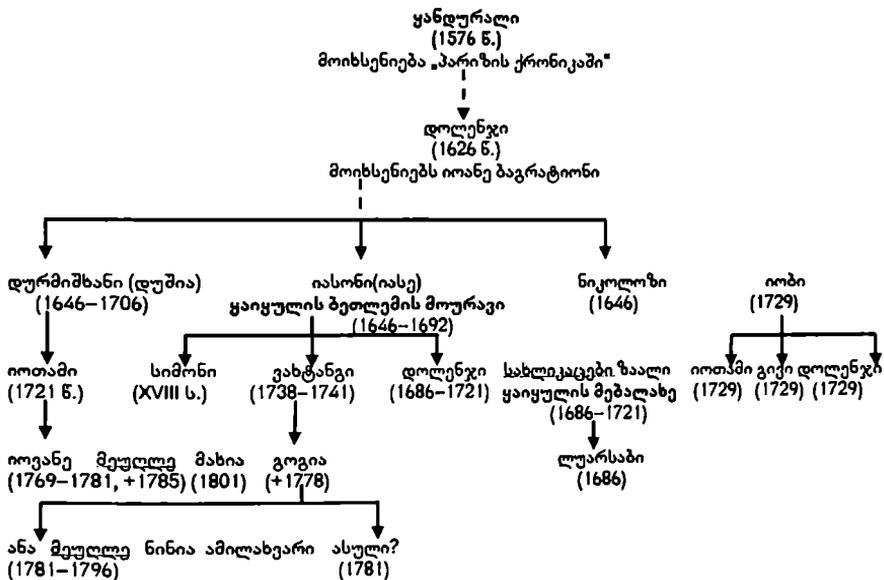 ყანდურალი
(1576 წ.)
მოიხსენიება „პარიზის ქრონიკაში“
დოლენჯი
(1626 წ.)
მოიხსენიებს იოანე ბაგრატიონი
დურმიშხანი (დუშია) იასონი(იასე) ნიკოლოზი იობი
(1646–1706) ყაიყულის ბეთლემის მოურავი (1646) (1729)
(1646–1692)
იოთამი სიმონი ვახტანგი დოლენჯი სახლიკაცები ზაალი იოთამი გიქი დოლენჯი
(1721 წ.) (XVIII ს.) (1738–1741) (1686–1721) ყაიყულის მებალახე (1729) (1729) (1729)
(1686–1721)
იოვანე მეუღლე მახია გოგია ლუარსაბი
(1769–1781, +1785) (1801) (+1778) (1686)
ანა მეუღლე ნინია ამილახვარი ასული?
(1781–1796) (1781)